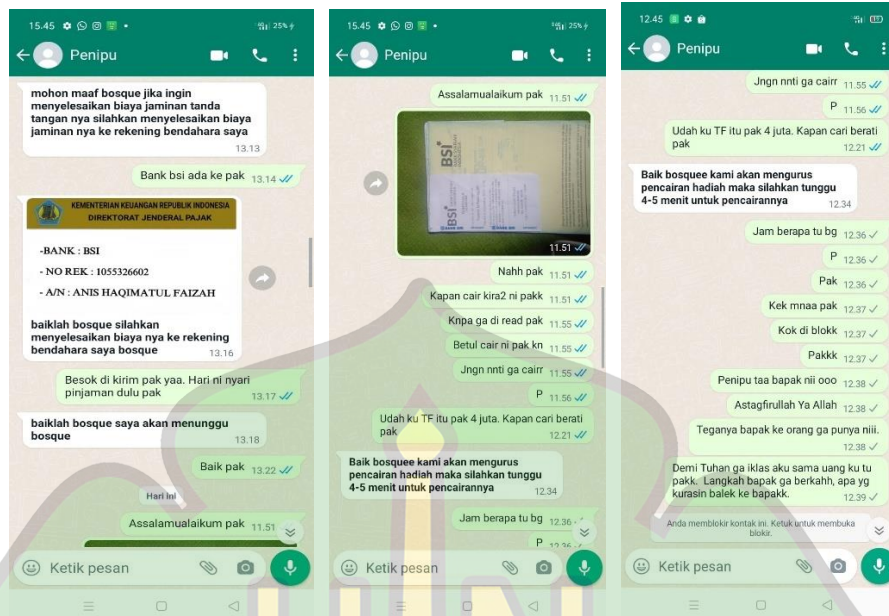 15.45
25%
Penipu
mohon maaf bosque jika ingin
menyelesaikan biaya jaminan tanda
tangan nya silahkan menyelesaikan biaya
jaminan nya ke rekening bendahara saya
13.13
Bank bsi ada ke pak 13.14
KEMENTERIAN KEUANGAN REPUBLIK INDONESIA
DIREKTORAT JENDERAL PAJAK
-BANK : BSI
- NO REK : 1055326602
- A/N : ANIS HAQIMATUL FAIZAH
baiklah bosque silahkan
menyelesaikan biaya nya ke rekening
bendahara saya bosque 13.16
Besok di kirim pak yaa. Hari ni nyari
pinjaman dulu pak 13.17
baiklah bosque saya akan menunggu
bosque 13.18
Baik pak 13.22
Hari ini
Assalamualaikum pak 11.51
Ketik pesan
15.45
25%
Penipu
Assalamualaikum pak 11.51
BSI
BSI
11.51
Nahh pak 11.51
Kapan cair kira2 ni pakk 11.51
Knpa ga di read pak 11.55
Betul cair ni pak kn 11.55
Jngn nnti ga cairr 11.55
P 11.56
Udah ku TF itu pak 4 juta. Kapan cari berati
pak 12.21
Baik bosquee kami akan mengurus
pencairan hadiah maka silahkan tunggu
4-5 menit untuk pencairannya 12.34
Jam berapa tu bg 12.36
P 12.36
Ketik pesan
12.45
Penipu
Jngn nnti ga cairr 11.55
P 11.56
Udah ku TF itu pak 4 juta. Kapan cari berati
pak 12.21
Baik bosquee kami akan mengurus
pencairan hadiah maka silahkan tunggu
4-5 menit untuk pencairannya 12.34
Jam berapa tu bg 12.36
P 12.36
Pak 12.36
Kek mnaa pak 12.37
Kok di blokk 12.37
Pakkk 12.37
Penipu taa bapak nii ooo 12.38
Astagfirullah Ya Allah 12.38
Teganya bapak ke orang ga punya niii.
12.38
Demi Tuhan ga iklas aku sama uang ku tu
pakk. Langkah bapak ga berkahh, apa yg
kurasin balek ke bapakk. 12.39
Anda memblokir kontak ini. Ketuk untuk membuka
blokir.
Ketik pesan